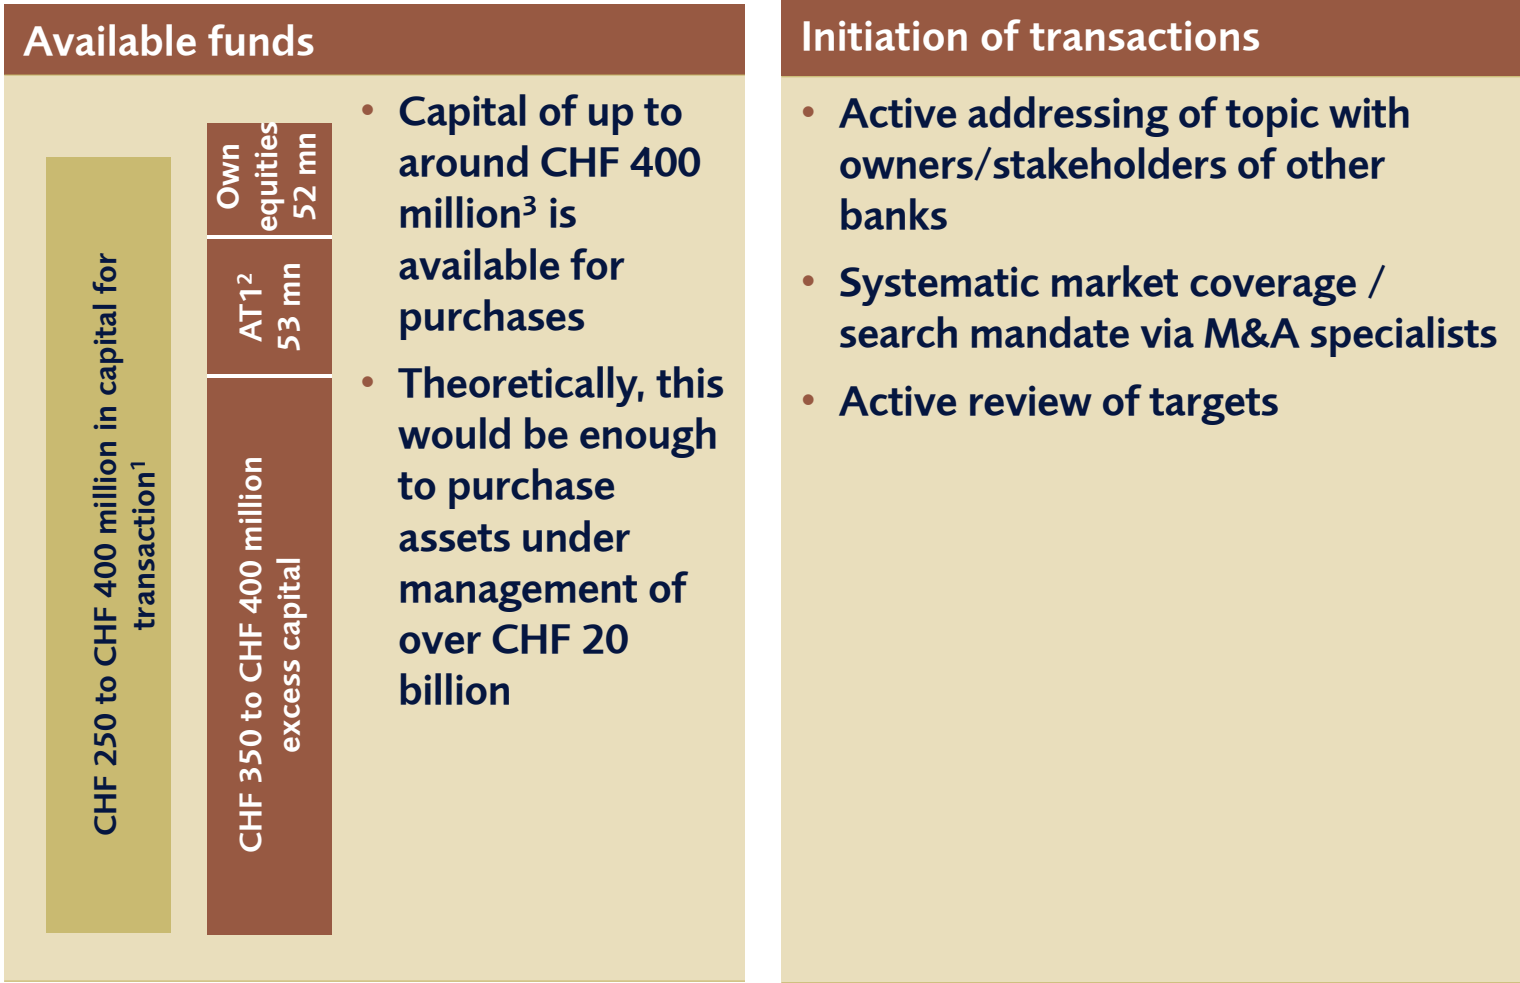 Available funds
CHF 250 to CHF 400 million in capital for
transaction¹
Own
equities
52 mn
AT1²
53 mn
CHF 350 to CHF 400 million
excess capital
• Capital of up to
around CHF 400
million³ is
available for
purchases
• Theoretically, this
would be enough
to purchase
assets under
management of
over CHF 20
billion
Initiation of transactions
• Active addressing of topic with
owners/stakeholders of other
banks
• Systematic market coverage /
search mandate via M&A specialists
• Active review of targets